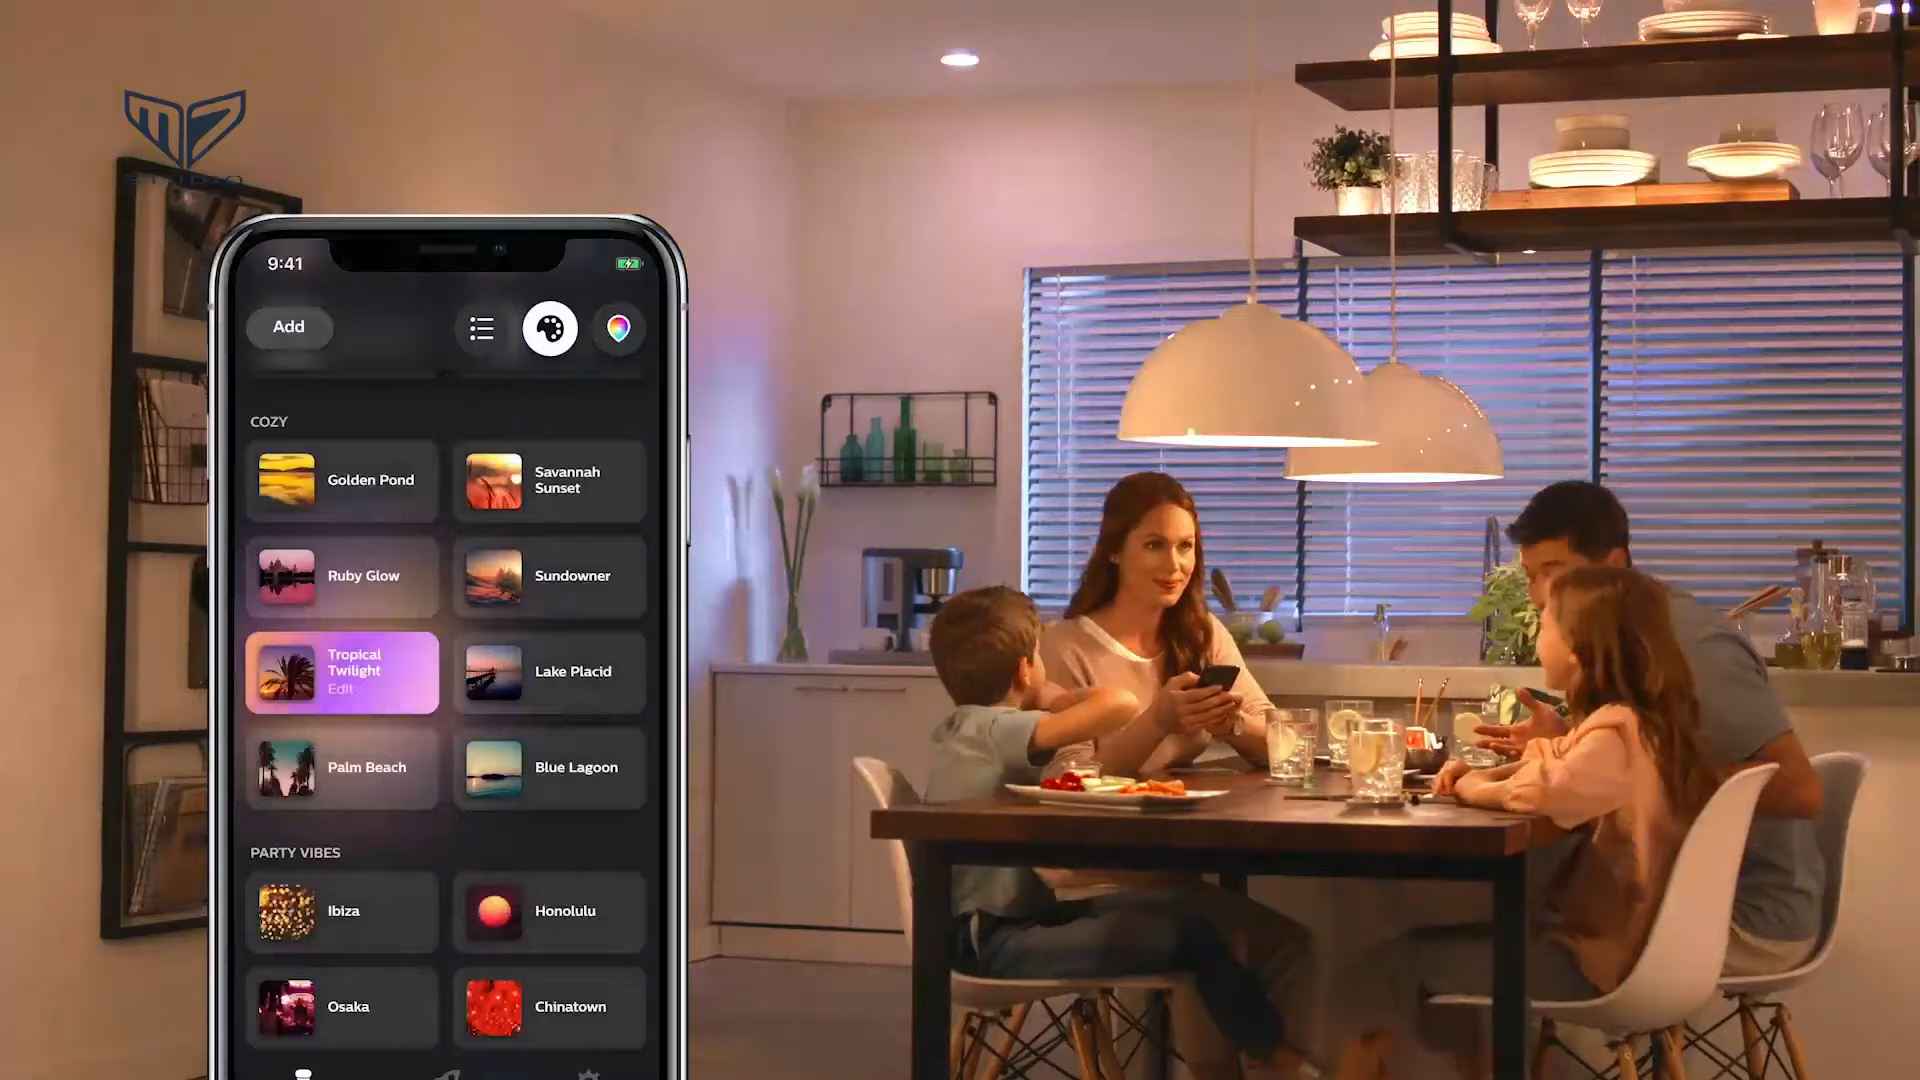 9:41
Add
COZY
Golden Pond
Savannah
Sunset
Ruby Glow
Sundowner
Tropical
Twilight
Edit
Lake Placid
Palm Beach
Blue Lagoon
PARTY VIBES
Ibiza
Honolulu
Osaka
Chinatown